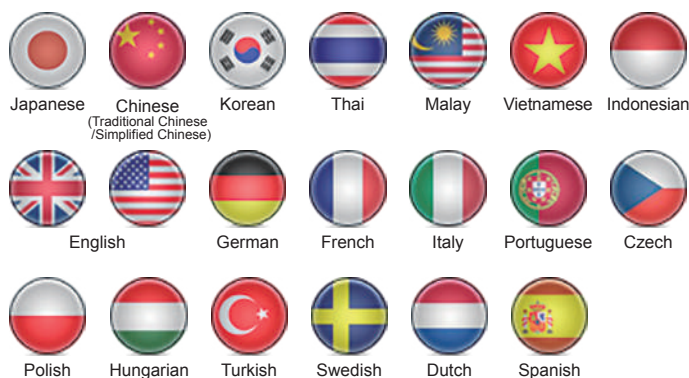 Japanese
Chinese
(Traditional Chinese
/Simplified Chinese)
Korean
Thai
Malay
Vietnamese
Indonesian
English
German
French
Italy
Portuguese
Czech
Polish
Hungarian
Turkish
Swedish
Dutch
Spanish